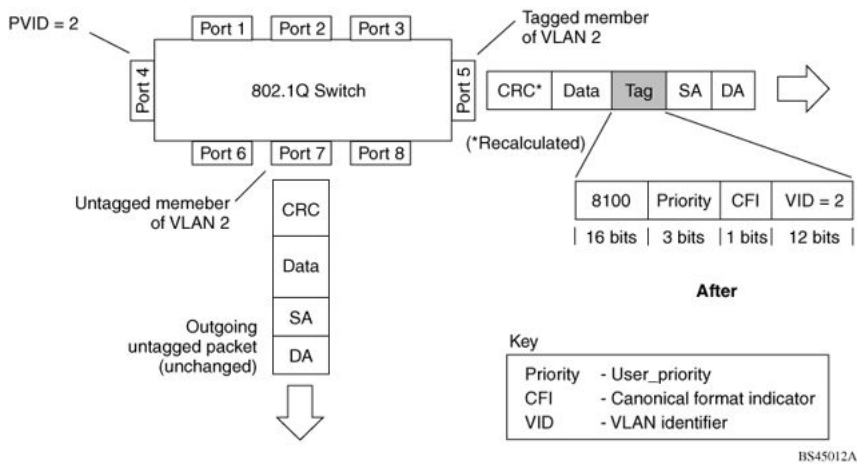 PVID = 2
Port 1
Port 2
Port 3
Tagged member
of VLAN 2
Port 4
802.1Q Switch
Port 5
CRC*
Data
Tag
SA
DA
(*Recalculated)
Port 6
Port 7
Port 8
Untagged memeber
of VLAN 2
CRC
Data
SA
DA
8100
Priority
CFI
VID = 2
16 bits
3 bits
1 bits
12 bits
After
Outgoing
untagged packet
(unchanged)
Key
Priority - User_priority
CFI - Canonical format indicator
VID - VLAN identifier
BS45012A